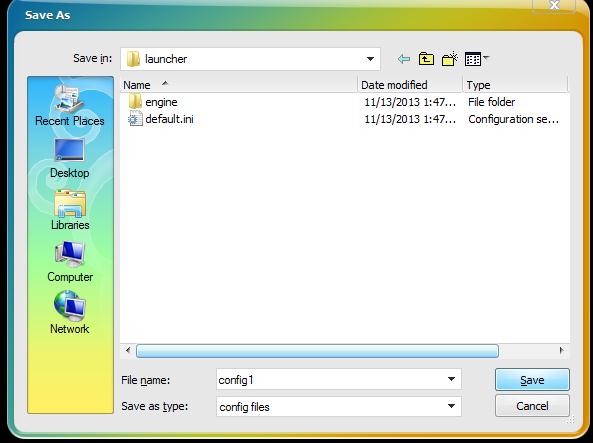 Save As
Save in: launcher
Name Date modified Type
engine 11/13/2013 1:47... File folder
default.ini 11/13/2013 1:47... Configuration se...
Recent Places
Desktop
Libraries
Computer
Network
File name: config1 Save
Save as type: config files Cancel